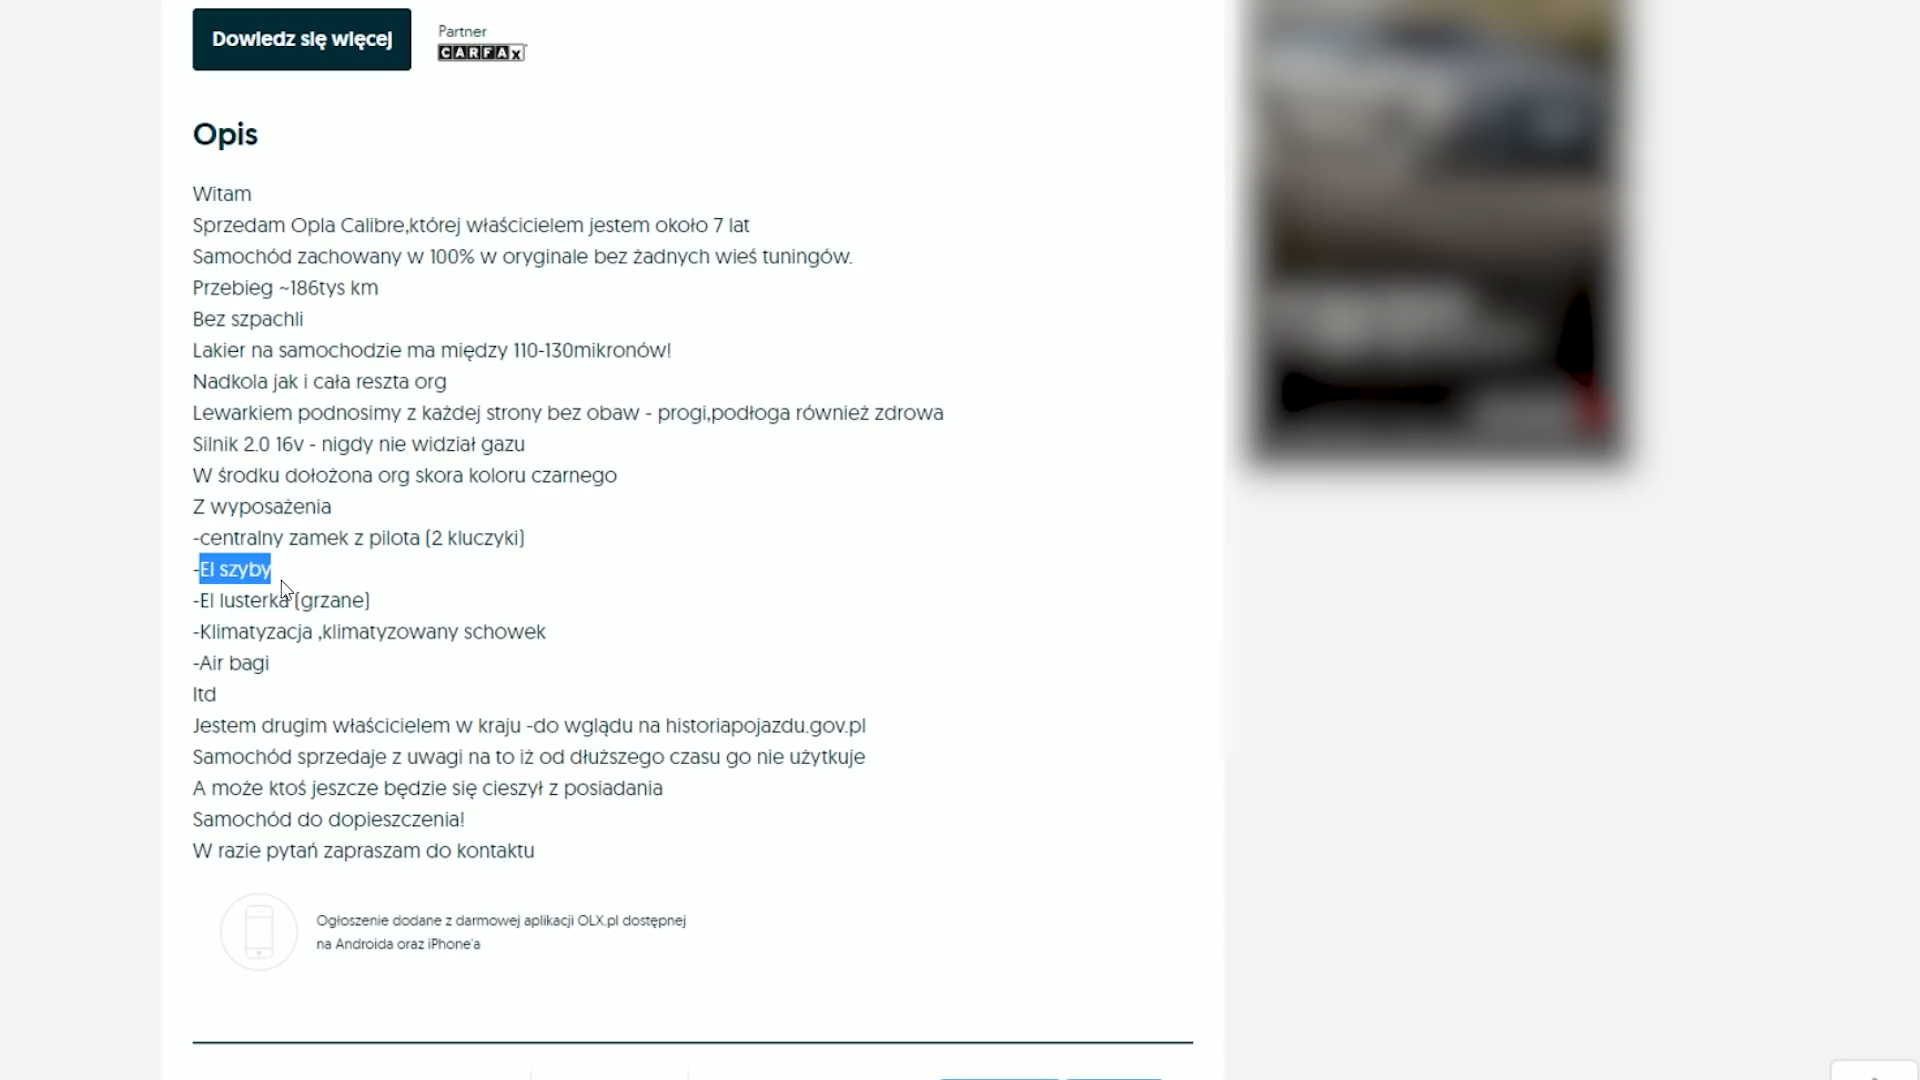 Dowiedz się więcej
Partner
CARFAX
Opis
Witam
Sprzedam Opla Calibre,której właścicielem jestem około 7 lat
Samochód zachowany w 100% w oryginale bez żadnych wieś tuningów.
Przebieg ~186tys km
Bez szpachli
Lakier na samochodzie ma między 110-130mikronów!
Nadkola jak i cała reszta org
Lewarkiem podnosimy z każdej strony bez obaw - progi,podłoga również zdrowa
Silnik 2.0 16v - nigdy nie widział gazu
W środku dołożona org skora koloru czarnego
Z wyposażenia
-centralny zamek z pilota (2 kluczyki)
-El szyby
-El lusterka (grzane)
-Klimatyzacja ,klimatyzowany schowek
-Air bagi
Itd
Jestem drugim właścicielem w kraju -do wglądu na historiapojazdu.gov.pl
Samochód sprzedaje z uwagi na to iż od dłuższego czasu go nie użytkuje
A może ktoś jeszcze będzie się cieszył z posiadania
Samochód do dopieszczenia!
W razie pytań zapraszam do kontaktu
Ogłoszenie dodane z darmowej aplikacji OLX.pl dostępnej
na Androida oraz iPhone'a